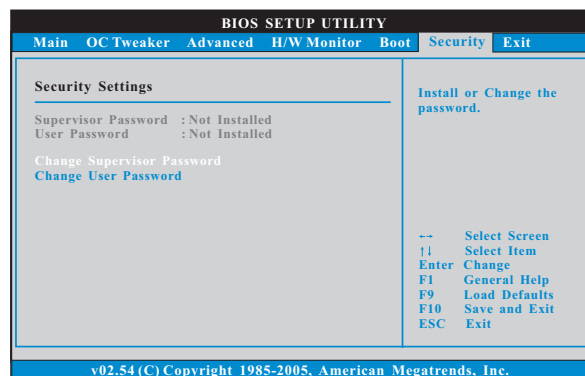 BIOS SETUP UTILITY
Main OC Tweaker Advanced H/W Monitor Boot Security Exit
Security Settings
Supervisor Password : Not Installed
User Password : Not Installed
Change Supervisor Password
Change User Password
Install or Change the
password.
←→ Select Screen
↑↓ Select Item
Enter Change
F1 General Help
F9 Load Defaults
F10 Save and Exit
ESC Exit
v02.54 (C) Copyright 1985-2005, American Megatrends, Inc.